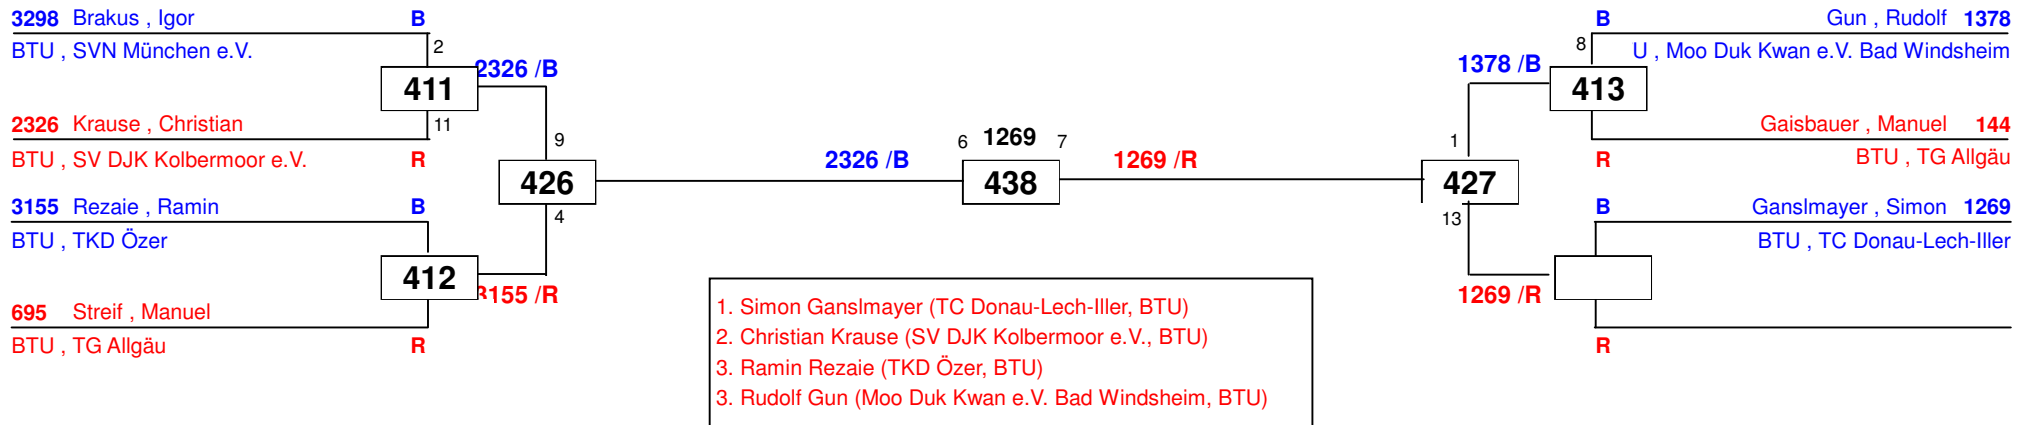 3298 Brakus , Igor B
BTU , SVN München e.V.
2
411
2326 /B
2326 Krause , Christian
11
BTU , SV DJK Kolbermoor e.V. R
9
426
4
3155 Rezaie , Ramin B
BTU , TKD Özer
412
3155 /R
695 Streif , Manuel
BTU , TG Allgäu R
2326 /B
6 1269 7
438
1269 /R
1. Simon Ganslmayer (TC Donau-Lech-Iller, BTU)
2. Christian Krause (SV DJK Kolbermoor e.V., BTU)
3. Ramin Rezaie (TKD Özer, BTU)
3. Rudolf Gun (Moo Duk Kwan e.V. Bad Windsheim, BTU)
B Gun , Rudolf 1378
8
U , Moo Duk Kwan e.V. Bad Windsheim
1378 /B
413
Gaisbauer , Manuel 144
R BTU , TG Allgäu
1
427
13
B Ganslmayer , Simon 1269
BTU , TC Donau-Lech-Iller
1269 /R
R